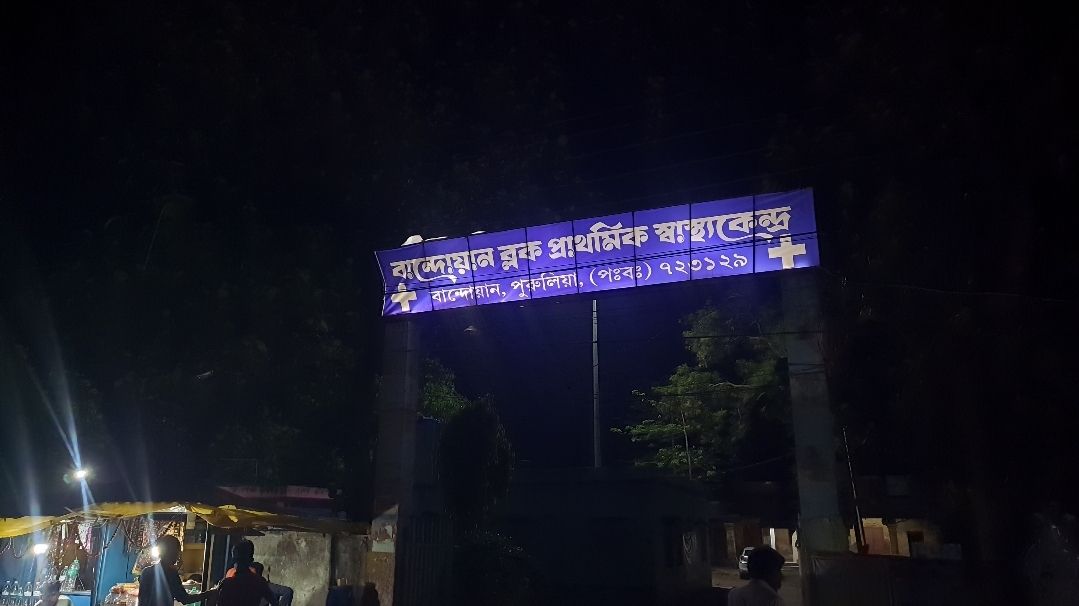 বান্দোয়ান ব্লক প্রাথমিক স্বাস্থ্যকেন্দ্র
বান্দোয়ান, পুরুলিয়া, (পঃবঃ) ৭২৩১২৯